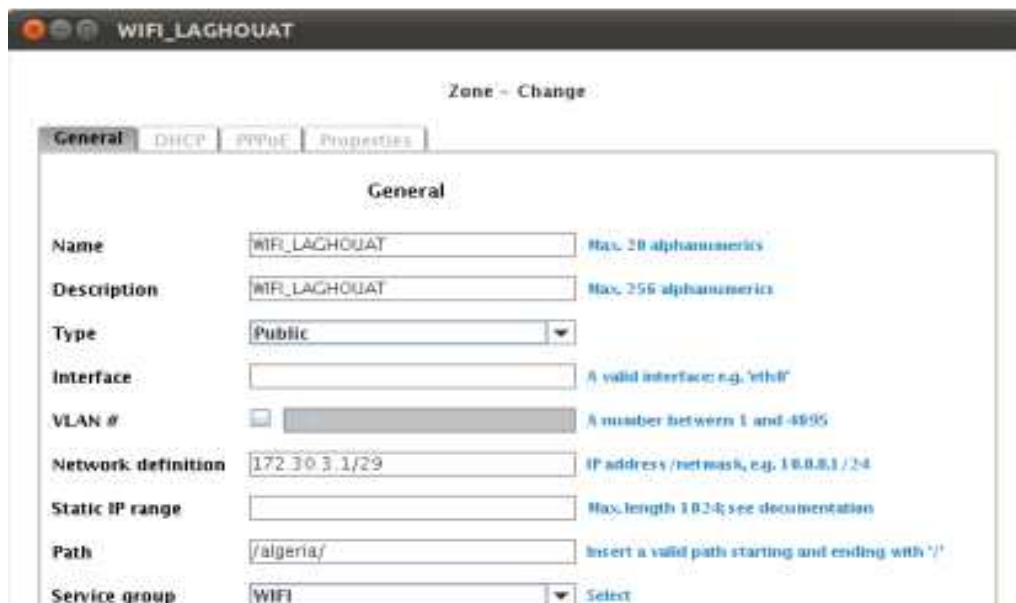 WIFI_LAGHOUAT
Zone - Change
General DHCP PPPoE Properties
General
Name WIFI_LAGHOUAT Max. 20 alphanumerics
Description WIFI_LAGHOUAT Max. 256 alphanumerics
Type Public
Interface A valid interface: e.g. 'eth0'
VLAN # A number between 1 and 4095
Network definition 172.30.3.1/29 IP address/netmask, e.g. 10.0.0.1/24
Static IP range Max. length 1024; see documentation
Path /algeria/ Insert a valid path starting and ending with '/'
Service group WIFI Select